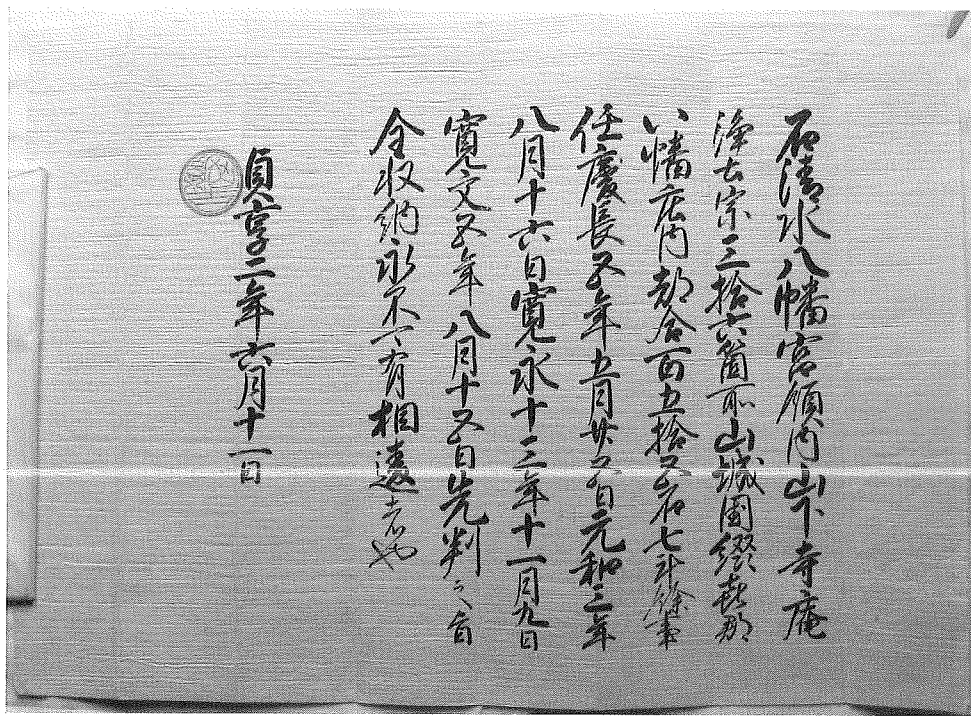 石清水八幡宮領内山下寺庵
浄土宗三拾六箇所山城国綴喜郡
八幡庄内都合百五拾五石七斗餘事
任慶長五年五月廿五日元和三年
八月十六日寛永十三年十一月九日
寛文五年八月十五日先判之旨
全収納永不可有相違者也
貞享二年六月十一日